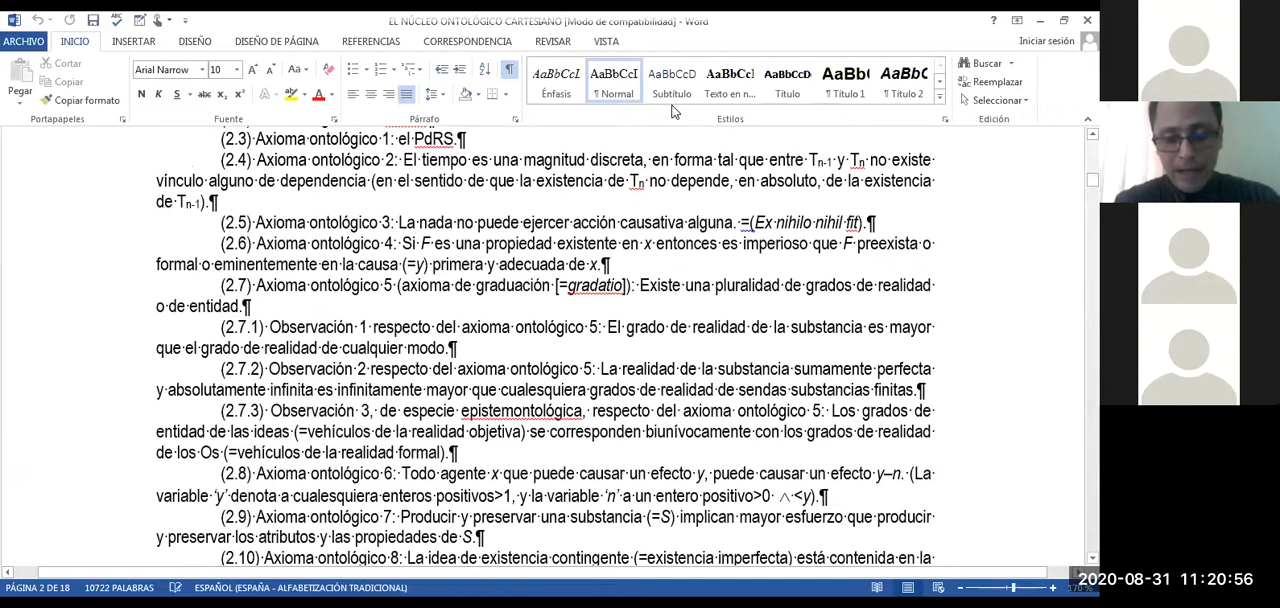 EL NÚCLEO ONTOLÓGICO CARTESIANO [Modo de compatibilidad] - Word
ARCHIVO INICIO INSERTAR DISEÑO DISEÑO DE PÁGINA REFERENCIAS CORRESPONDENCIA REVISAR VISTA Iniciar sesión
Pegar
Cortar
Copiar
Copiar formato
Portapapeles
Arial Narrow 10
Fuente
Párrafo
AaBbCcI AaBbCcI AaBbCcD AaBbCcI AaBbCcD AaBb( AaBbC
Énfasis ¶ Normal Subtítulo Texto en n... Título ¶ Título 1 ¶ Título 2
Estilos
Buscar
Reemplazar
Seleccionar
Edición
(2.3) Axioma ontológico 1: el PdRS.¶
(2.4) Axioma ontológico 2: El tiempo es una magnitud discreta, en forma tal que entre Tn-1 y Tn no existe
vínculo alguno de dependencia (en el sentido de que la existencia de Tn no depende, en absoluto, de la existencia
de Tn-1).¶
(2.5) Axioma ontológico 3: La nada no puede ejercer acción causativa alguna. =(Ex nihilo nihil fit).¶
(2.6) Axioma ontológico 4: Si F es una propiedad existente en x entonces es imperioso que F preexista o
formal o eminentemente en la causa (=y) primera y adecuada de x.¶
(2.7) Axioma ontológico 5 (axioma de graduación [=gradatio]): Existe una pluralidad de grados de realidad
o de entidad.¶
(2.7.1) Observación 1 respecto del axioma ontológico 5: El grado de realidad de la substancia es mayor
que el grado de realidad de cualquier modo.¶
(2.7.2) Observación 2 respecto del axioma ontológico 5: La realidad de la substancia sumamente perfecta
y absolutamente infinita es infinitamente mayor que cualesquiera grados de realidad de sendas substancias finitas.¶
(2.7.3) Observación 3, de especie epistemontológica, respecto del axioma ontológico 5: Los grados de
entidad de las ideas (=vehículos de la realidad objetiva) se corresponden biunívocamente con los grados de realidad
de los Os (=vehículos de la realidad formal).¶
(2.8) Axioma ontológico 6: Todo agente x que puede causar un efecto y, puede causar un efecto y–n. (La
variable ‘y’ denota a cualesquiera enteros positivos>1, y la variable ‘n’ a un entero positivo>0 ∧ <y).¶
(2.9) Axioma ontológico 7: Producir y preservar una substancia (=S) implican mayor esfuerzo que producir
y preservar los atributos y las propiedades de S.¶
(2.10) Axioma ontológico 8: La idea de existencia contingente (=existencia imperfecta) está contenida en la
PÁGINA 2 DE 18 10722 PALABRAS ESPAÑOL (ESPAÑA - ALFABETIZACIÓN TRADICIONAL) 170 %
2020-08-31 11:20:56